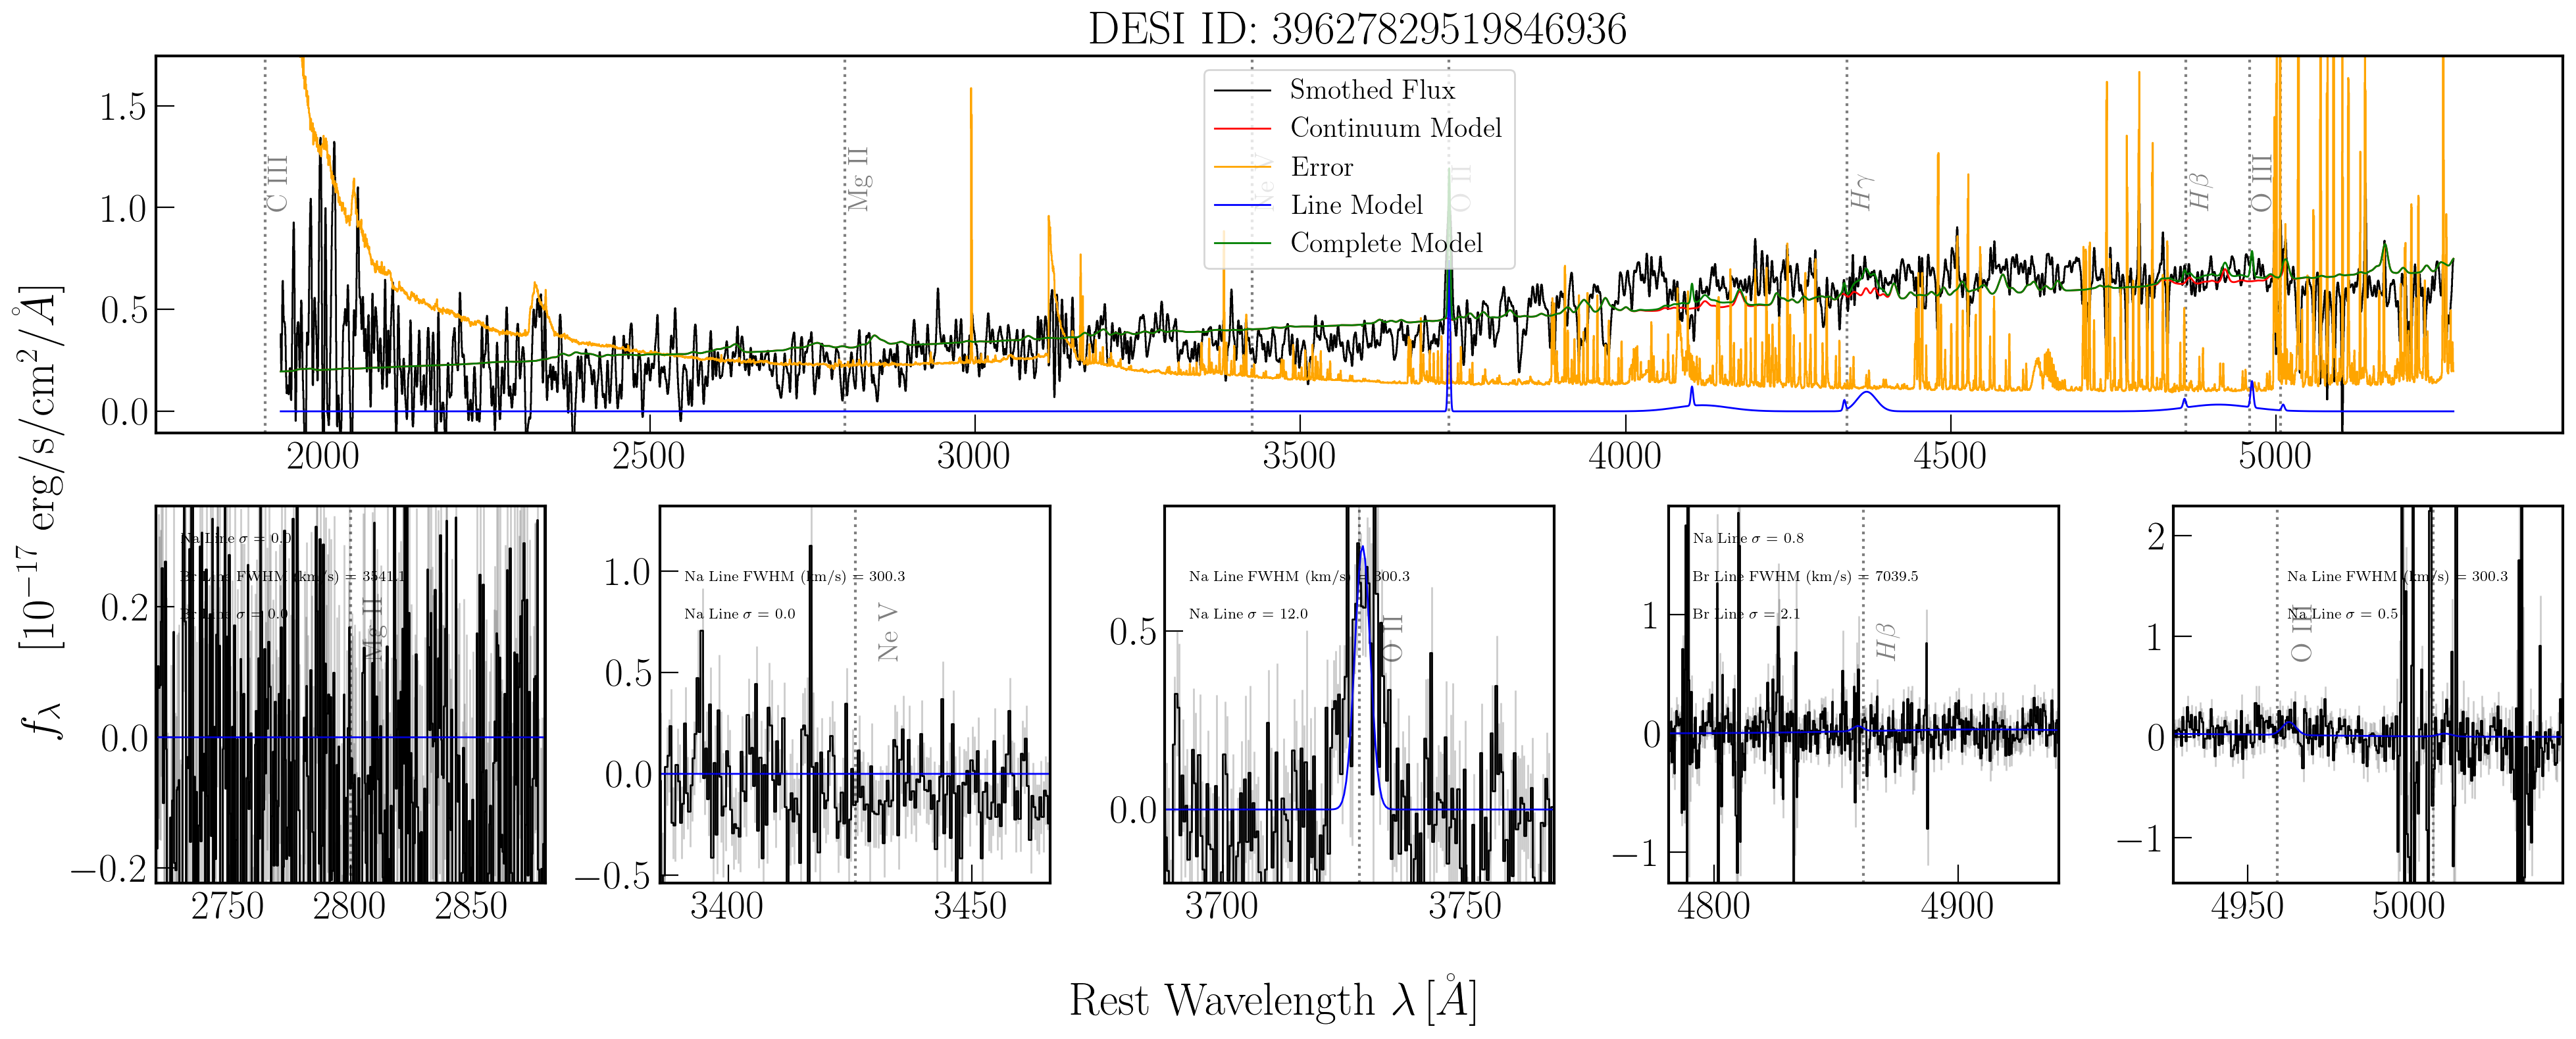 DESI ID: 39627829519846936
Smothed Flux
Continuum Model
Error
Line Model
Complete Model
C III
Mg II
Ne V
O II
Hγ
Hβ
O III
1.5
1.0
0.5
0.0
2000 2500 3000 3500 4000 4500 5000
f_λ [10⁻¹⁷ erg/s/cm²/Å]
Na Line σ = 0.0
Br Line FWHM (km/s) = 3541.1
Br Line σ = 0.0
Mg II
0.2
0.0
−0.2
2750 2800 2850
Na Line FWHM (km/s) = 300.3
Na Line σ = 0.0
Ne V
1.0
0.5
0.0
−0.5
3400 3450
Na Line FWHM (km/s) = 300.3
Na Line σ = 12.0
O II
0.5
0.0
3700 3750
Na Line σ = 0.8
Br Line FWHM (km/s) = 7039.5
Br Line σ = 2.1
Hβ
1
0
−1
4800 4900
Na Line FWHM (km/s) = 300.3
Na Line σ = 0.5
O III
2
1
0
−1
4950 5000
Rest Wavelength λ [Å]